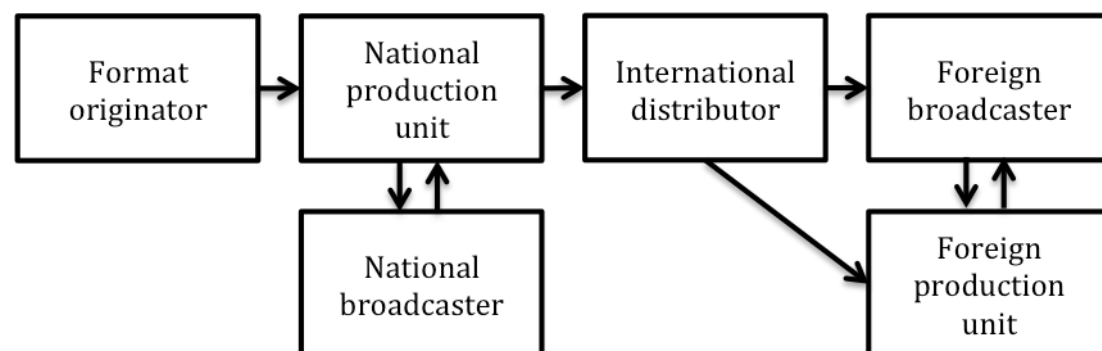 Format
originator
National
production
unit
International
distributor
Foreign
broadcaster
National
broadcaster
Foreign
production
unit